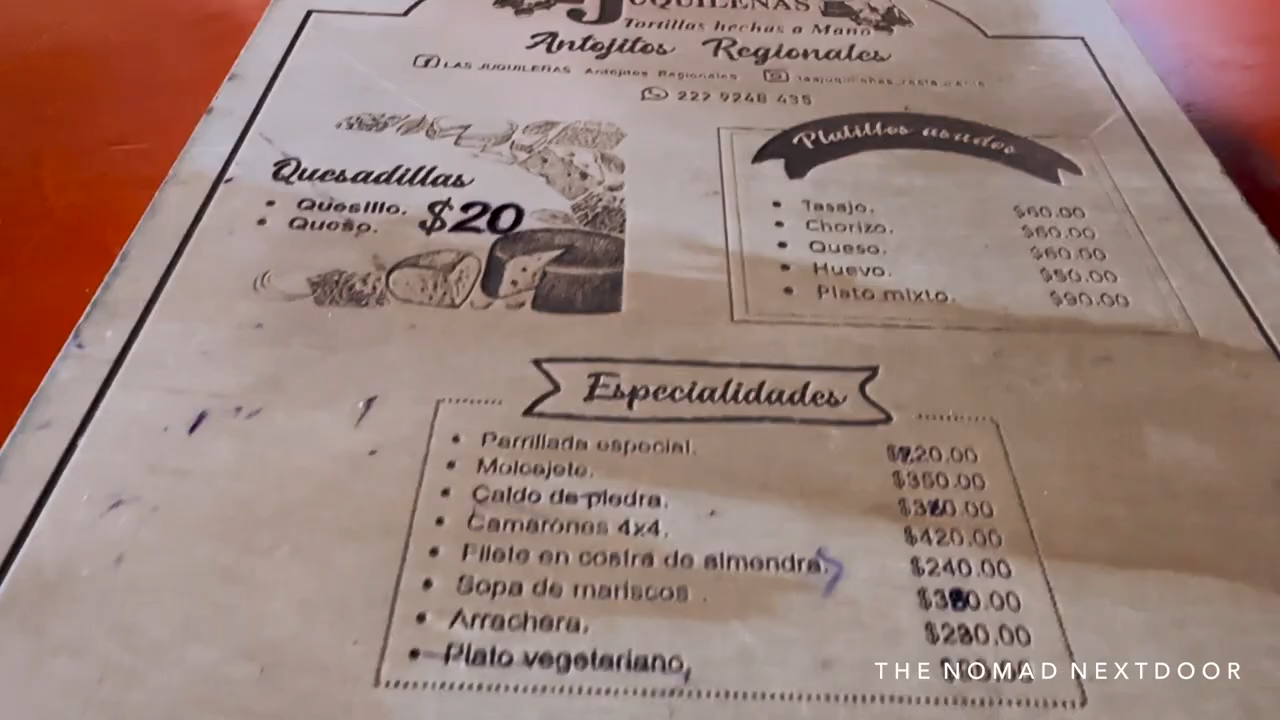 JUQUILEÑAS
Tortillas hechas a Mano
Antojitos Regionales
LAS JUQUILEÑAS Antojitos Regionales
222 9248 435
Quesadillas
• Quesillo.
• Queso.
$20
Platillos asados
• Tasajo. $60.00
• Chorizo. $60.00
• Queso. $60.00
• Huevo. $50.00
• Plato mixto. $90.00
Especialidades
• Parrillada especial.
• Molcajete. $350.00
• Caldo de piedra.
• Camarones 4x4. $420.00
• Filete en costra de almendra. $240.00
• Sopa de mariscos
• Arrachera.
• Plato vegetariano,
THE NOMAD NEXTDOOR